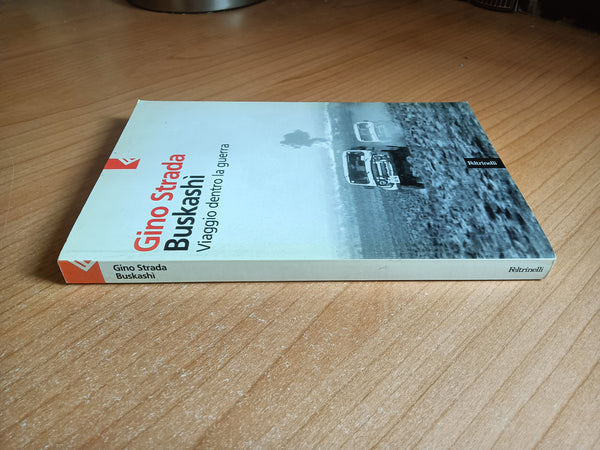 Gino Strada
Buskashì
Viaggio dentro la guerra
Feltrinelli
Gino Strada
Buskashì
Feltrinelli